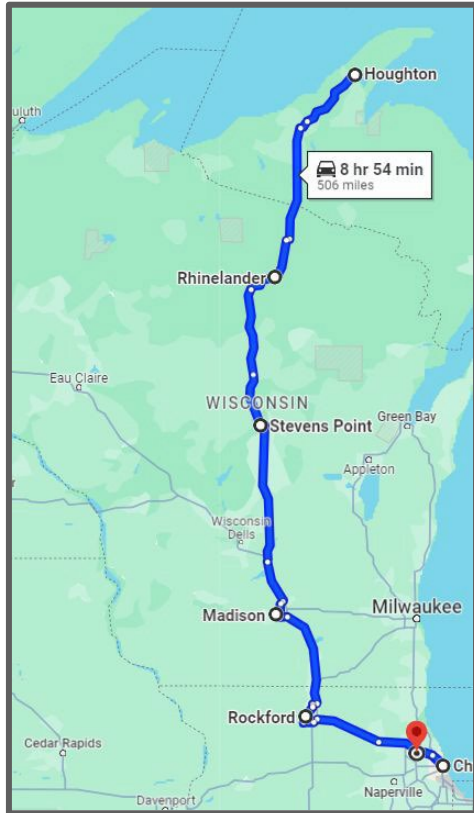 Houghton
uluth
8 hr 54 min
506 miles
Rhinelander
Eau Claire
WISCONSIN
Green Bay
Stevens Point
Appleton
Wisconsin
Dells
Madison
Milwaukee
Rockford
Cedar Rapids
Ch
Naperville
Davenport